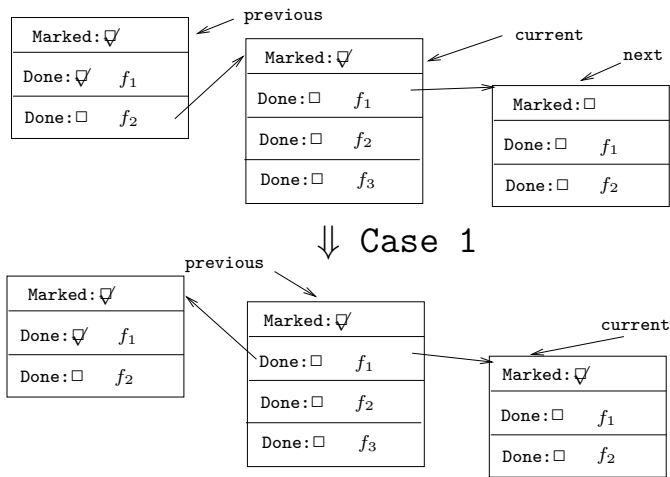 previous
Marked: ☑
current
Marked: ☑
next
Done: ☑ f₁
Done: ☐ f₁
Marked: ☐
Done: ☐ f₂
Done: ☐ f₂
Done: ☐ f₁
Done: ☐ f₃
Done: ☐ f₂
⇓ Case 1
previous
Marked: ☑
Marked: ☑
current
Done: ☑ f₁
Done: ☐ f₁
Marked: ☑
Done: ☐ f₂
Done: ☐ f₂
Done: ☐ f₁
Done: ☐ f₃
Done: ☐ f₂